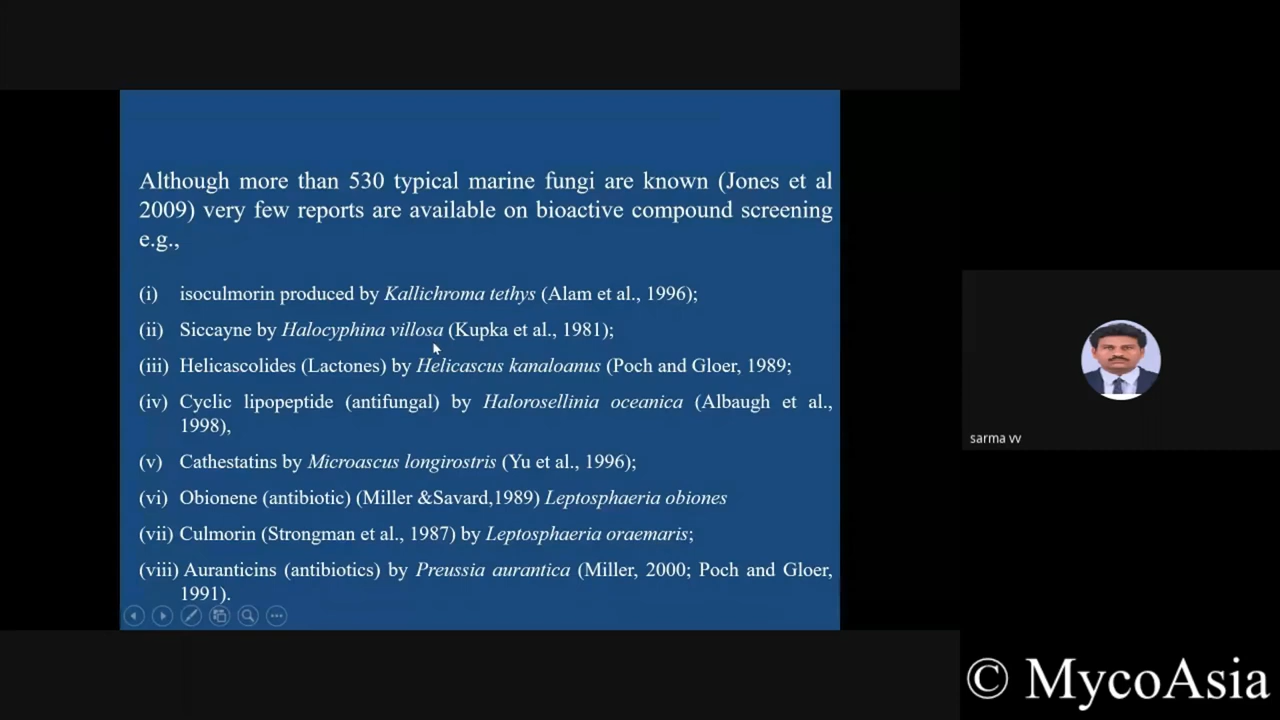 Although more than 530 typical marine fungi are known (Jones et al
2009) very few reports are available on bioactive compound screening
e.g.,
(i) isoculmorin produced by Kallichroma tethys (Alam et al., 1996);
(ii) Siccayne by Halocyphina villosa (Kupka et al., 1981);
(iii) Helicascolides (Lactones) by Helicascus kanaloanus (Poch and Gloer, 1989;
(iv) Cyclic lipopeptide (antifungal) by Halorosellinia oceanica (Albaugh et al.,
1998),
(v) Cathestatins by Microascus longirostris (Yu et al., 1996);
(vi) Obionene (antibiotic) (Miller &Savard,1989) Leptosphaeria obiones
(vii) Culmorin (Strongman et al., 1987) by Leptosphaeria oraemaris;
(viii) Auranticins (antibiotics) by Preussia aurantica (Miller, 2000; Poch and Gloer,
1991).
sarma vv
© MycoAsia